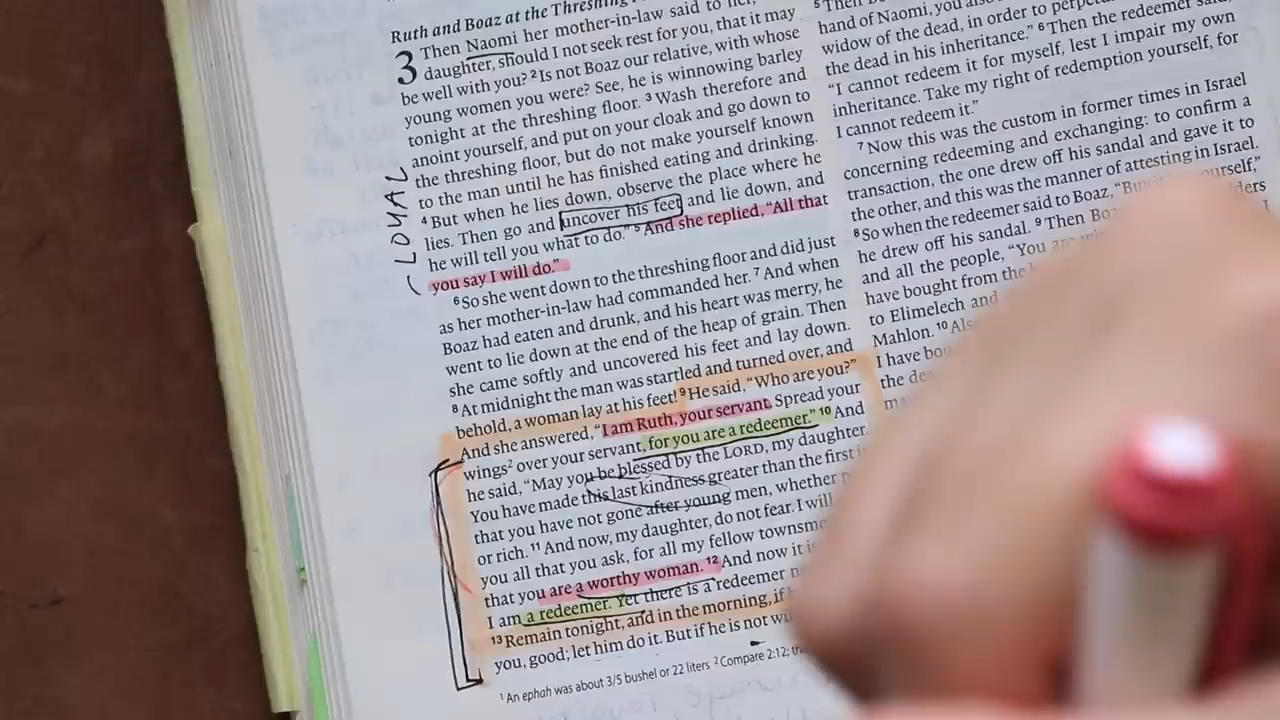 Ruth and Boaz at the Threshing
3 Then Naomi her mother-in-law said to her,
daughter, should I not seek rest for you, that it may
be well with you? 2 Is not Boaz our relative, with whose
young women you were? See, he is winnowing barley
tonight at the threshing floor. 3 Wash therefore and
anoint yourself, and put on your cloak and go down to
the threshing floor, but do not make yourself known
to the man until he has finished eating and drinking.
4 But when he lies down, observe the place where he
lies. Then go and uncover his feet and lie down, and
he will tell you what to do." 5 And she replied, "All that
you say I will do."
LOYAL
6 So she went down to the threshing floor and did just
as her mother-in-law had commanded her. 7 And when
Boaz had eaten and drunk, and his heart was merry, he
went to lie down at the end of the heap of grain. Then
she came softly and uncovered his feet and lay down.
8 At midnight the man was startled and turned over, and
behold, a woman lay at his feet! 9 He said, "Who are you?"
And she answered, "I am Ruth, your servant. Spread your
wings2 over your servant, for you are a redeemer." 10 And
he said, "May you be blessed by the LORD, my daughter.
You have made this last kindness greater than the first
that you have not gone after young men, whether
or rich. 11 And now, my daughter, do not fear. I will
you all that you ask, for all my fellow townsme
that you are a worthy woman. 12 And now it is
I am a redeemer. Yet there is a redeemer
13 Remain tonight, and in the morning, if
you, good; let him do it. But if he is not wi
1 An ephah was about 3/5 bushel or 22 liters 2 Compare 2:12;
5 Then
hand of Naomi, you also
widow of the dead, in order to perpe
the dead in his inheritance." 6 Then the redeemer said,
"I cannot redeem it for myself, lest I impair my own
inheritance. Take my right of redemption yourself, for
I cannot redeem it."
7 Now this was the custom in former times in Israel
concerning redeeming and exchanging: to confirm a
transaction, the one drew off his sandal and gave it to
the other, and this was the manner of attesting in Israel.
8 So when the redeemer said to Boaz, "Buy it yourself,"
he drew off his sandal. 9 Then Bo
and all the people, "You are wi
have bought from the
to Elimelech and
Mahlon. 10 Als
I have bou
the de